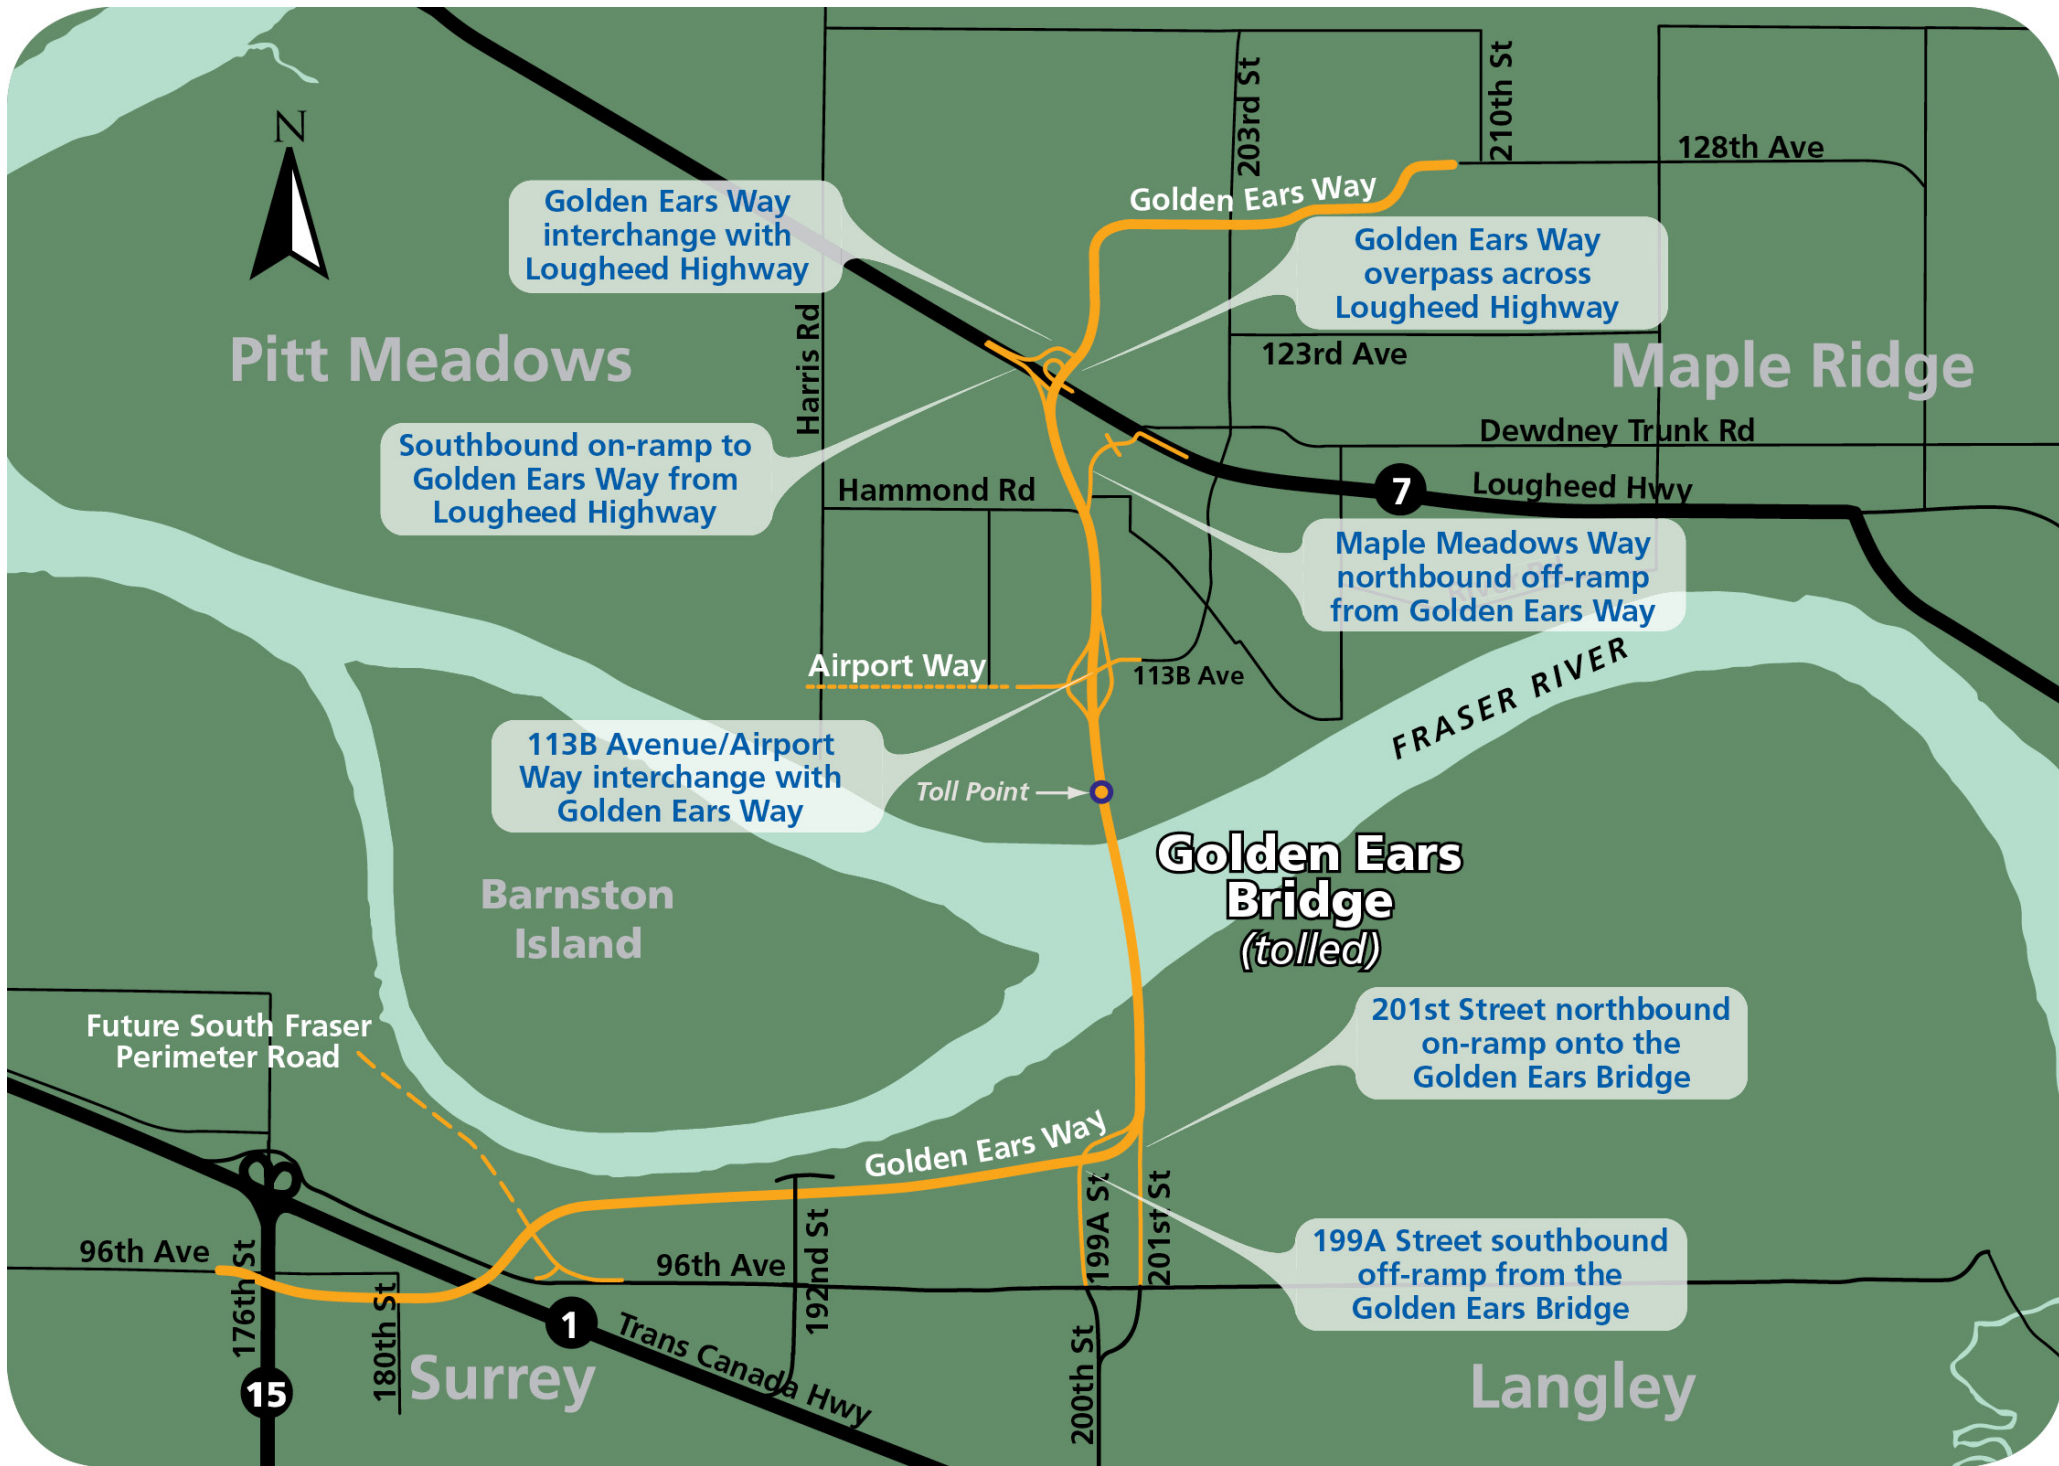 N
203rd St
210th St
128th Ave
Golden Ears Way
interchange with
Lougheed Highway
Golden Ears Way
Golden Ears Way
overpass across
Lougheed Highway
Pitt Meadows
Harris Rd
123rd Ave
Maple Ridge
Southbound on-ramp to
Golden Ears Way from
Lougheed Highway
Dewdney Trunk Rd
Hammond Rd
7
Lougheed Hwy
Maple Meadows Way
northbound off-ramp
from Golden Ears Way
River Rd
Airport Way
113B Ave
FRASER RIVER
113B Avenue/Airport
Way interchange with
Golden Ears Way
Toll Point
Golden Ears
Bridge
(tolled)
Barnston
Island
Future South Fraser
Perimeter Road
201st Street northbound
on-ramp onto the
Golden Ears Bridge
Golden Ears Way
199A St
201st St
96th Ave
176th St
180th St
96th Ave
192nd St
199A Street southbound
off-ramp from the
Golden Ears Bridge
1
Trans Canada Hwy
200th St
15
Surrey
Langley